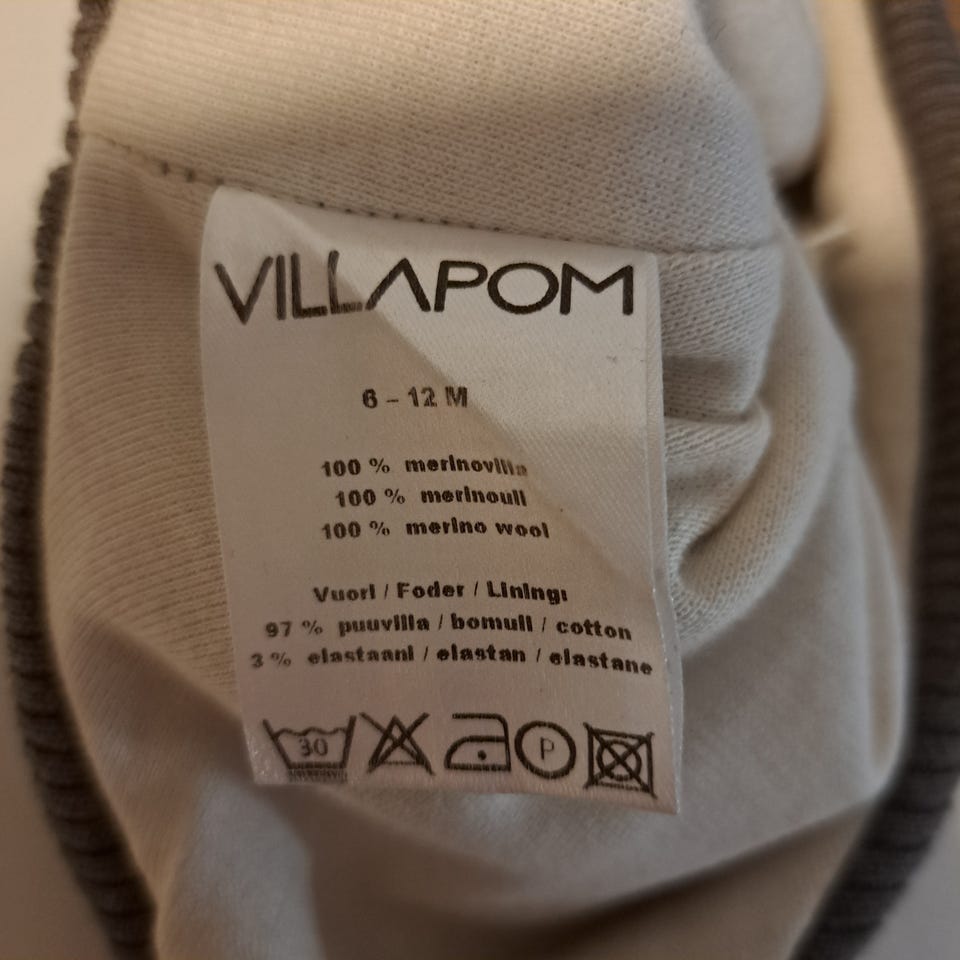 VILLAPOM
6 - 12 M
100 % merinovilla
100 % merinoull
100 % merino wool
Vuori / Foder / Lining:
97 % puuvilla / bomull / cotton
3 % elastaani / elastan / elastane
30 P